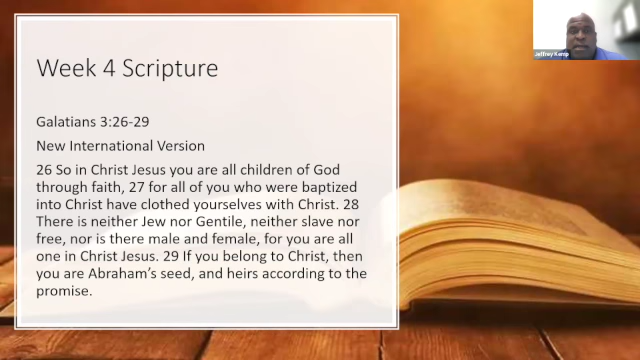 Week 4 Scripture
Galatians 3:26-29
New International Version
26 So in Christ Jesus you are all children of God
through faith, 27 for all of you who were baptized
into Christ have clothed yourselves with Christ. 28
There is neither Jew nor Gentile, neither slave nor
free, nor is there male and female, for you are all
one in Christ Jesus. 29 If you belong to Christ, then
you are Abraham’s seed, and heirs according to the
promise.
Jeffrey Kemp